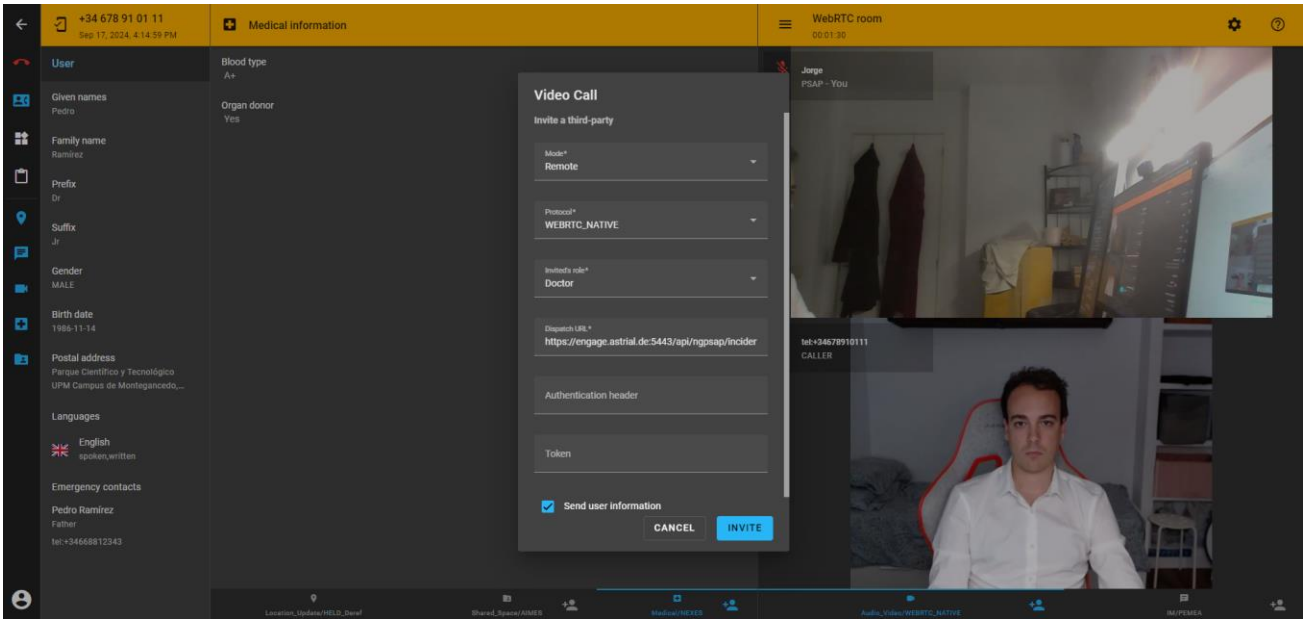 +34 678 91 01 11
Sep 17, 2024, 4:14:59 PM
Medical information
WebRTC room
00:01:30
User
Given names
Pedro
Family name
Ramírez
Prefix
Dr
Suffix
Jr
Gender
MALE
Birth date
1986-11-14
Postal address
Parque Científico y Tecnológico
UPM Campus de Montegancedo,...
Languages
English
spoken,written
Emergency contacts
Pedro Ramírez
Father
tel:+34668812343
Blood type
A+
Organ donor
Yes
Video Call
Invite a third-party
Mode*
Remote
Protocol*
WEBRTC_NATIVE
Invited's role*
Doctor
Dispatch URL*
https://engage.astrial.de:5443/api/ngpsap/incider
Authentication header
Token
Send user information
CANCEL
INVITE
Jorge
PSAP - You
tel:+34678910111
CALLER
Location_Update/HELD_Deref
Shared_Space/AIMES
Medical/NEXES
Audio_Video/WEBRTC_NATIVE
IM/PEMEA